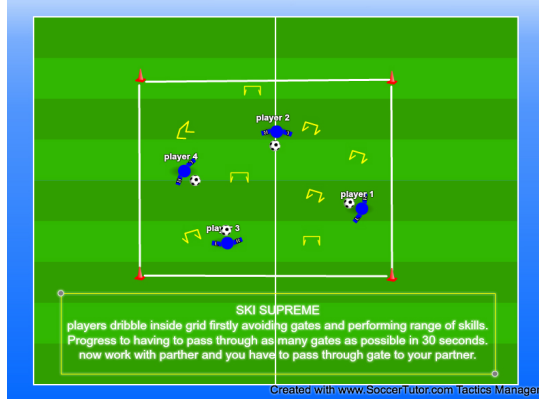 player 2
player 4
player 1
player 3
SKI SUPREME
players dribble inside grid firstly avoiding gates and performing range of skills.
Progress to having to pass through as many gates as possible in 30 seconds.
now work with parther and you have to pass through gate to your partner.
Created with www.SoccerTutor.com Tactics Manager